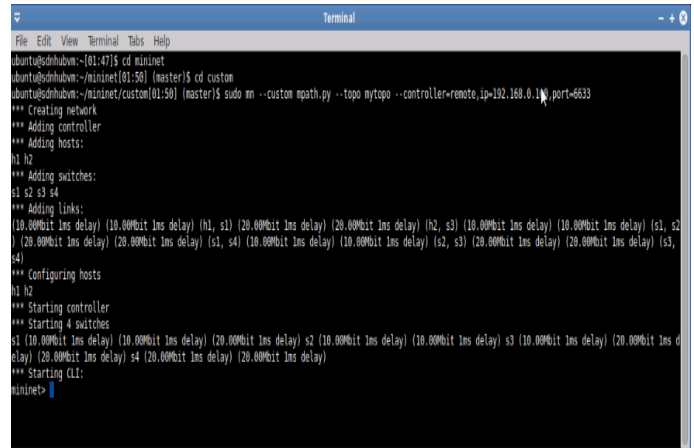 Terminal
File Edit View Terminal Tabs Help
ubuntu@sdnhubvm:~[01:47]$ cd mininet
ubuntu@sdnhubvm:~/mininet[01:50] (master)$ cd custom
ubuntu@sdnhubvm:~/mininet/custom[01:50] (master)$ sudo mn --custom mpath.py --topo mytopo --controller=remote,port=6633
*** Creating network
*** Adding controller
*** Adding hosts:
h1 h2
*** Adding switches:
s1 s2 s3 s4
*** Adding links:
(10.00Mbit 1ms delay) (10.00Mbit 1ms delay) (h1, s1) (20.00Mbit 1ms delay) (20.00Mbit 1ms delay) (h2, s3) (10.00Mbit 1ms delay) (10.00Mbit 1ms delay) (s1, s2
) (20.00Mbit 1ms delay) (20.00Mbit 1ms delay) (s1, s4) (10.00Mbit 1ms delay) (10.00Mbit 1ms delay) (s2, s3) (20.00Mbit 1ms delay) (20.00Mbit 1ms delay) (s3,
s4)
*** Configuring hosts
h1 h2
*** Starting controller
*** Starting 4 switches
s1 (10.00Mbit 1ms delay) (10.00Mbit 1ms delay) (20.00Mbit 1ms delay) s2 (10.00Mbit 1ms delay) (10.00Mbit 1ms delay) s3 (10.00Mbit 1ms delay) (20.00Mbit 1ms d
elay) (20.00Mbit 1ms delay) s4 (20.00Mbit 1ms delay) (20.00Mbit 1ms delay)
*** Starting CLI:
mininet>